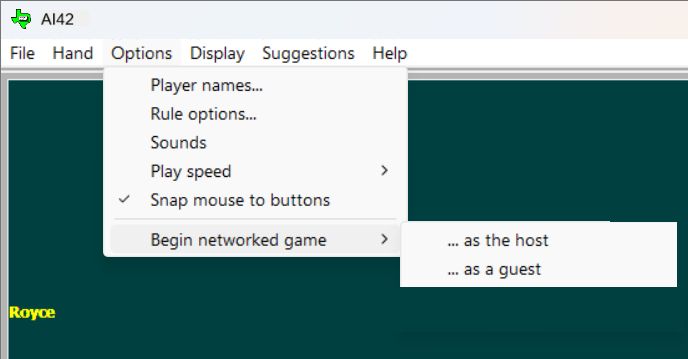 AI42
File Hand Options Display Suggestions Help
Player names...
Rule options...
Sounds
Play speed
Snap mouse to buttons
Begin networked game
... as the host
... as a guest
Royce